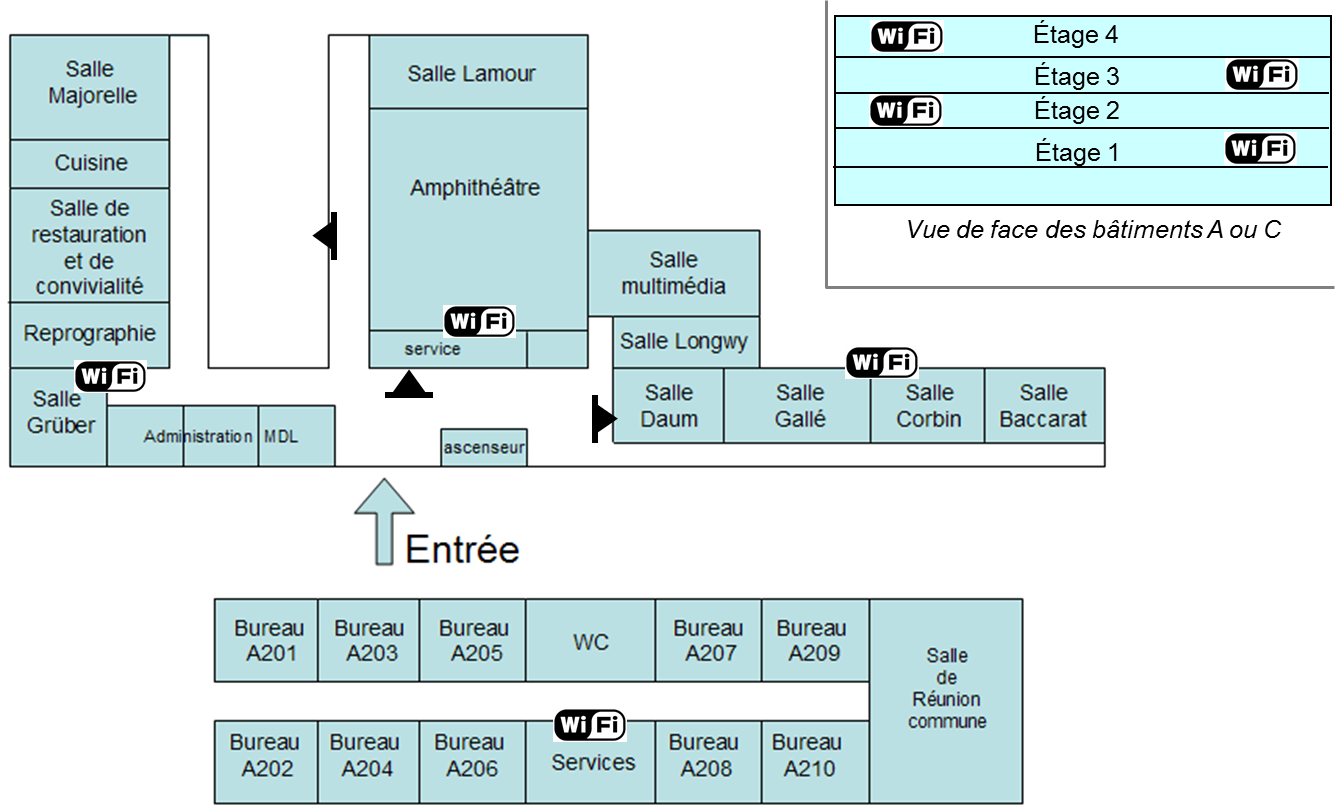 Salle
Majorelle
Cuisine
Salle de
restauration
et de
convivialité
Reprographie
WiFi
Salle
Grüber
Administration
MDL
Salle Lamour
Amphithéâtre
WiFi
service
Salle
multimédia
Salle Longwy
WiFi
Salle
Daum
Salle
Gallé
Salle
Corbin
Salle
Baccarat
ascenseur
Entrée
WiFi
Étage 4
Étage 3
WiFi
WiFi
Étage 2
Étage 1
WiFi
Vue de face des bâtiments A ou C
Bureau
A201
Bureau
A203
Bureau
A205
WC
Bureau
A207
Bureau
A209
Salle
de
Réunion
commune
Bureau
A202
Bureau
A204
Bureau
A206
WiFi
Services
Bureau
A208
Bureau
A210